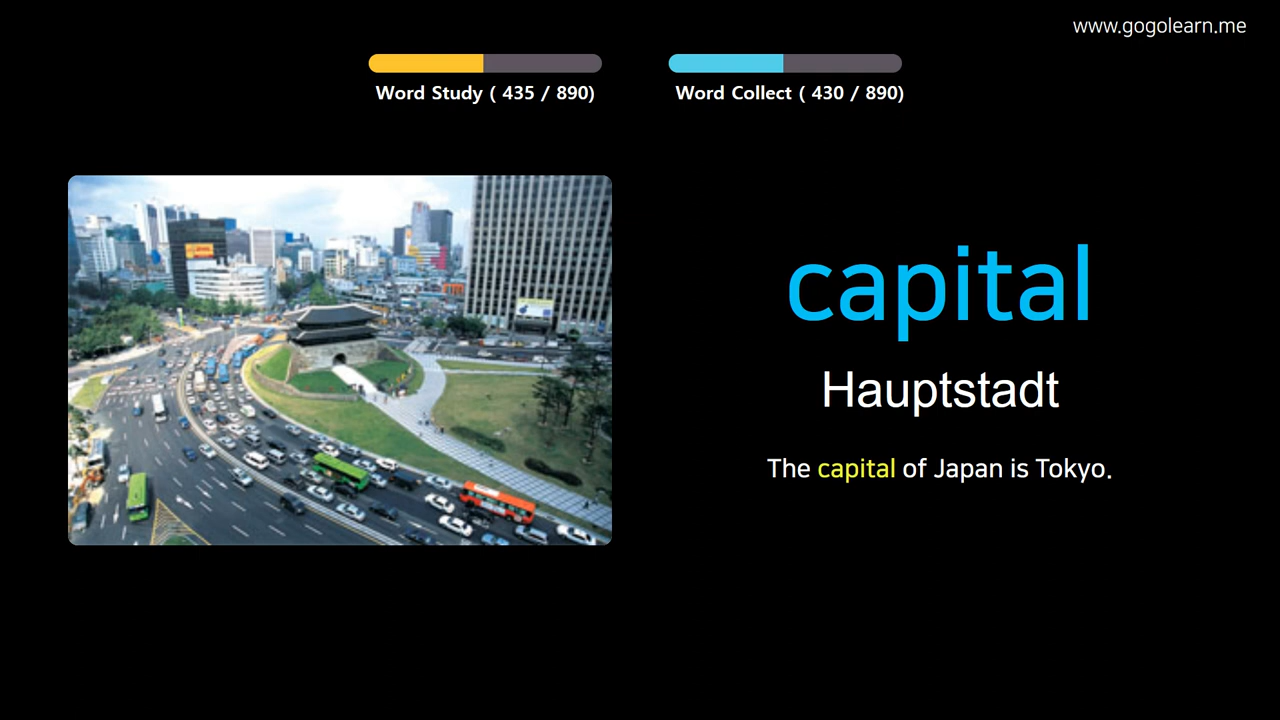 www.gogolearn.me
Word Study ( 435 / 890)
Word Collect ( 430 / 890)
capital
Hauptstadt
The capital of Japan is Tokyo.